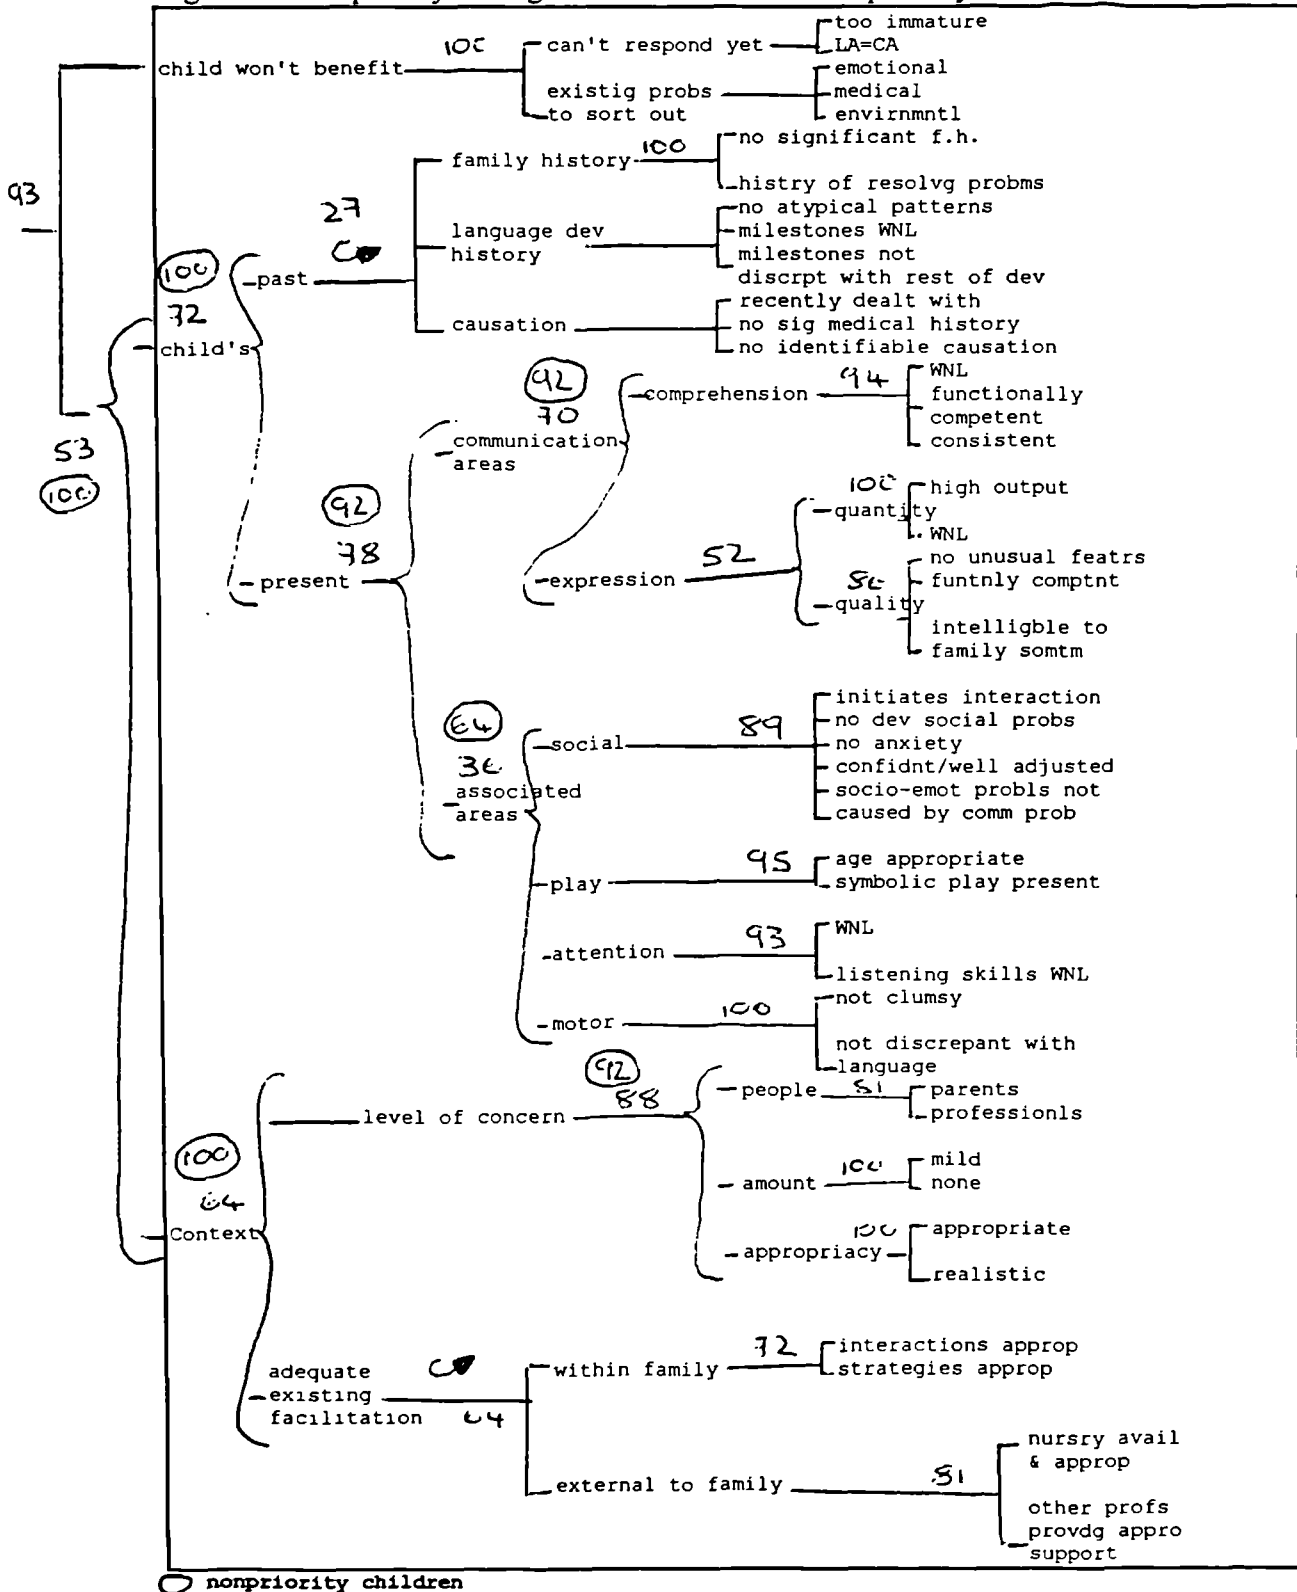 too immature
100
can't respond yet
LA=CA
child won't benefit
emotional
existig probs
medical
to sort out
envirnmntl
no significant f.h.
100
family history
93
histry of resolvg probms
27
no atypical patterns
language dev
milestones WNL
history
milestones not
100
discrpt with rest of dev
past
recently dealt with
72
causation
no sig medical history
child's
no identifiable causation
92
94
WNL
comprehension
functionally
70
competent
communication
consistent
areas
53
100
100
high output
92
quantity
WNL
78
52
no unusual featrs
present
expression
funtnly comptnt
quality
intelligble to
family somtm
initiates interaction
64
89
no dev social probs
social
no anxiety
confidnt/well adjusted
associated
socio-emot probls not
areas
caused by comm prob
95
age appropriate
play
symbolic play present
93
WNL
attention
listening skills WNL
not clumsy
100
motor
not discrepant with
language
92
people
81
parents
88
level of concern
professionls
100
mild
amount
100
none
64
Context
100
appropriate
appropriacy
realistic
72
interactions approp
adequate
within family
strategies approp
existing
facilitation
64
nursry avail
& approp
81
external to family
other profs
provdg appro
support
nonpriority children